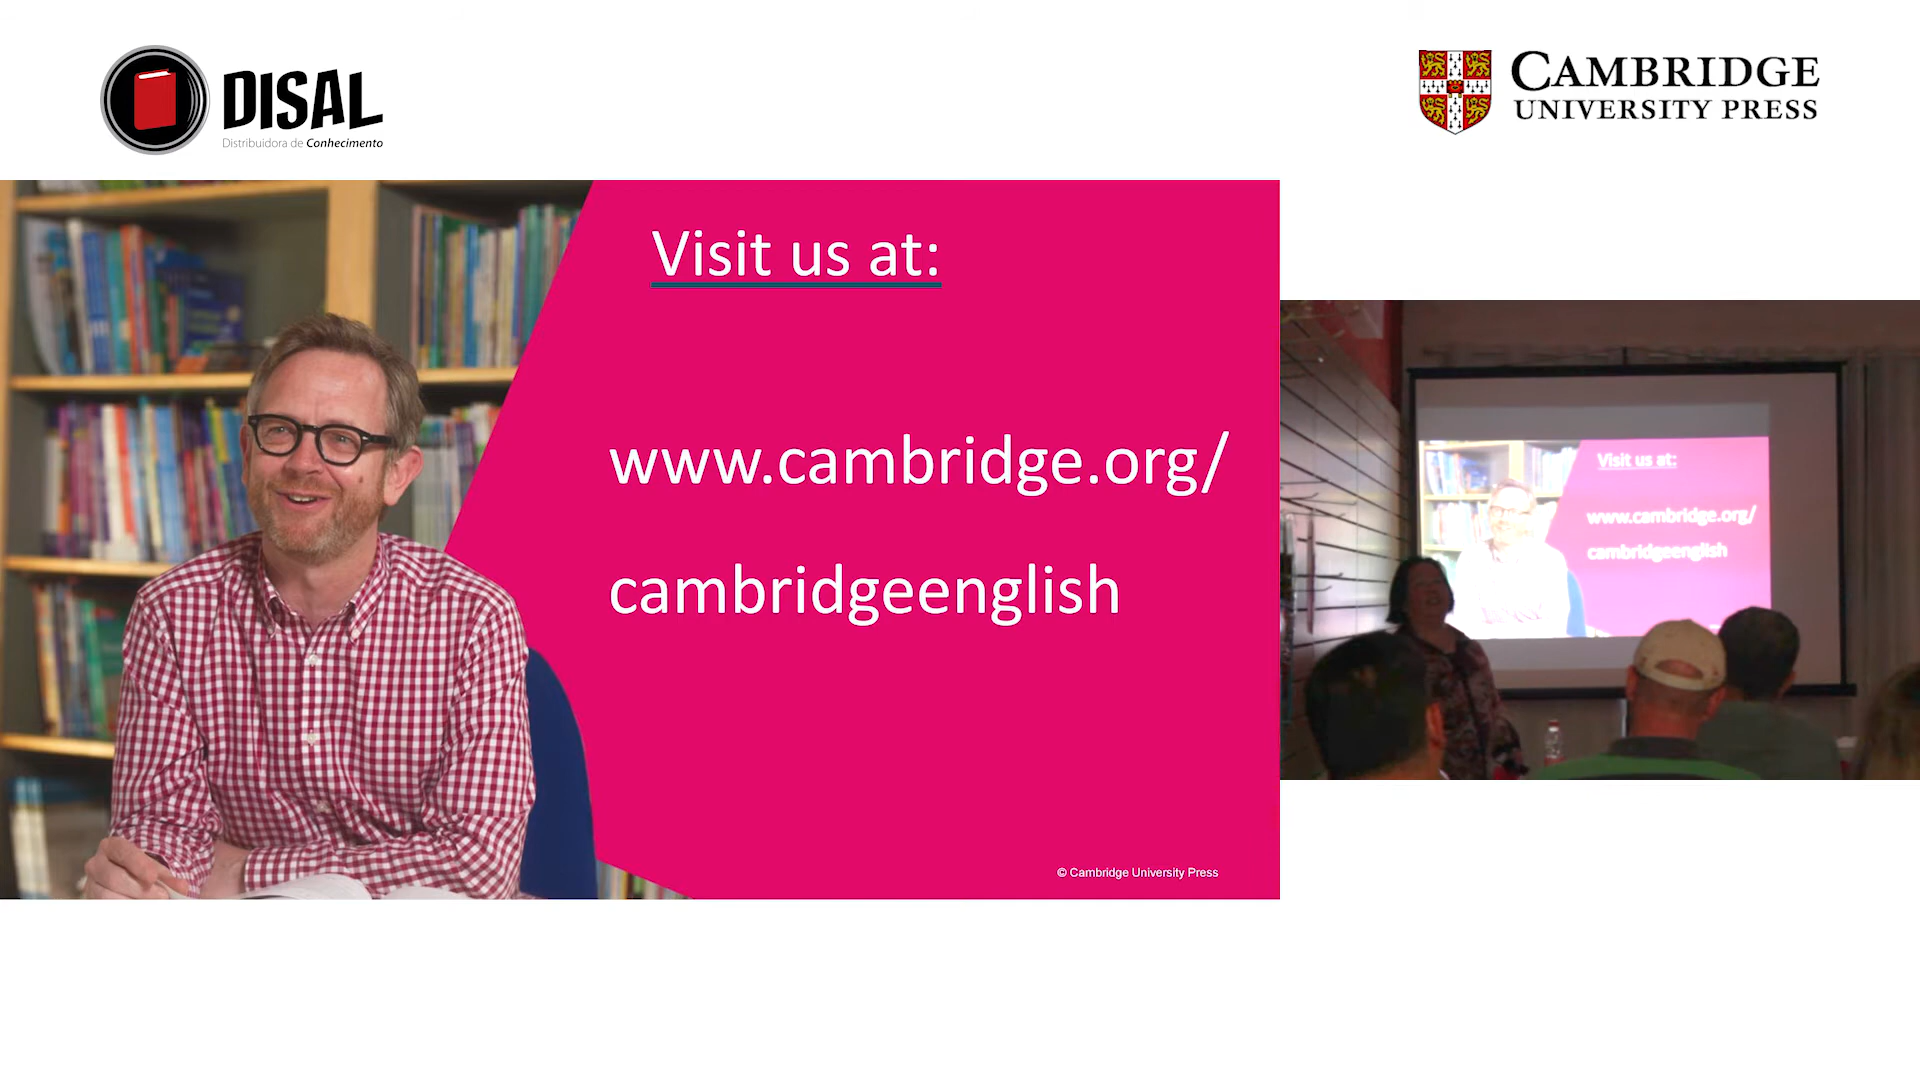 DISAL
Distribuidora de Conhecimento
CAMBRIDGE
UNIVERSITY PRESS
Visit us at:
www.cambridge.org/
cambridgeenglish
© Cambridge University Press
Visit us at:
www.cambridge.org/
cambridgeenglish